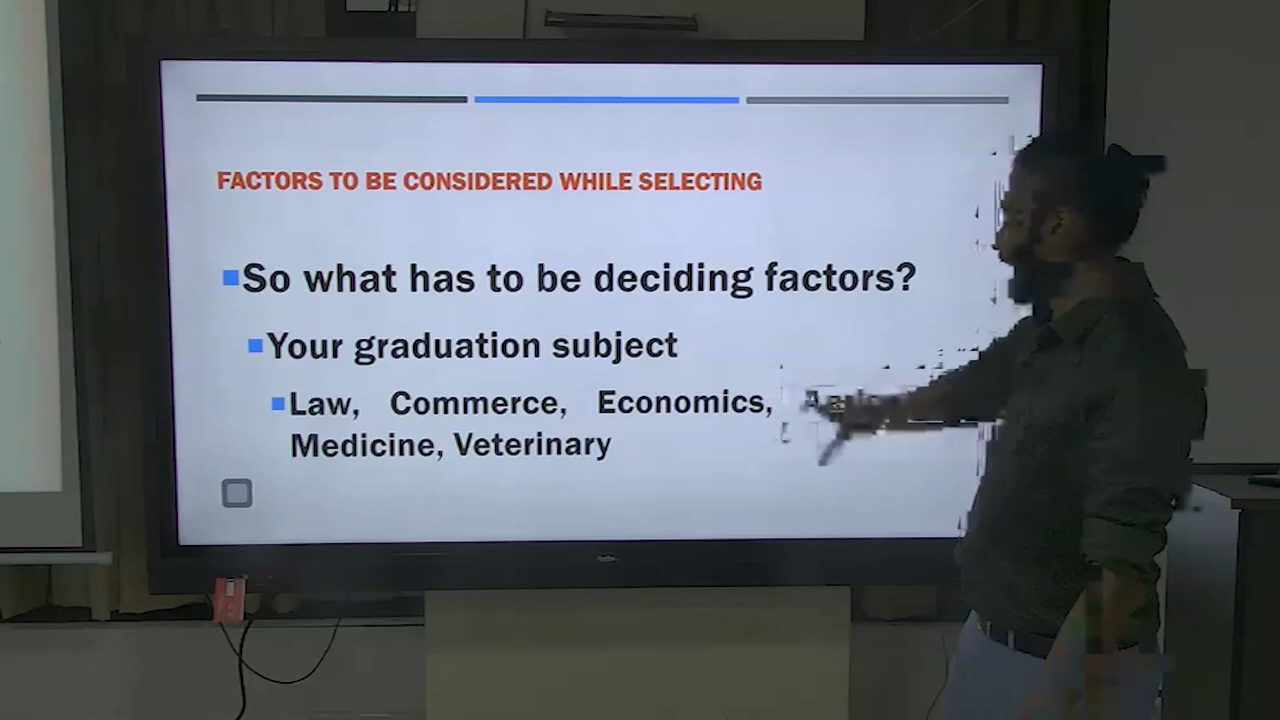 FACTORS TO BE CONSIDERED WHILE SELECTING
So what has to be deciding factors?
Your graduation subject
Law, Commerce, Economics,
Medicine, Veterinary